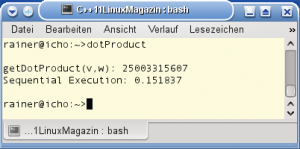 C++11LinuxMagazin : bash
Datei Bearbeiten Ansicht Verlauf Lesezeichen
rainer@icho:~>dotProduct
getDotProduct(v,w): 25003315607
Sequential Execution: 0.151837
rainer@icho:~>
...1LinuxMagazin : bash